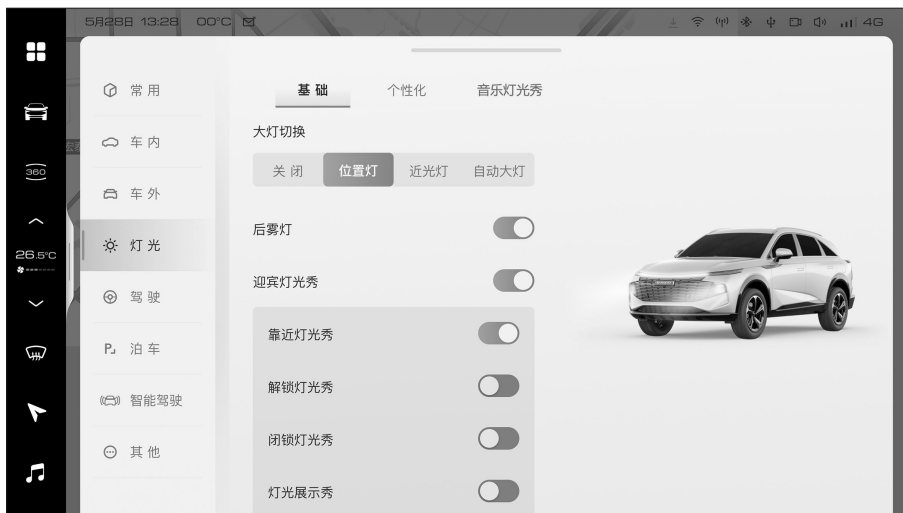 5月28日 13:28 00°C 4G
360
26.5°C
常用
车内
车外
灯光
驾驶
泊车
智能驾驶
其他
基础 个性化 音乐灯光秀
大灯切换
关闭 位置灯 近光灯 自动大灯
后雾灯
迎宾灯光秀
靠近灯光秀
解锁灯光秀
闭锁灯光秀
灯光展示秀